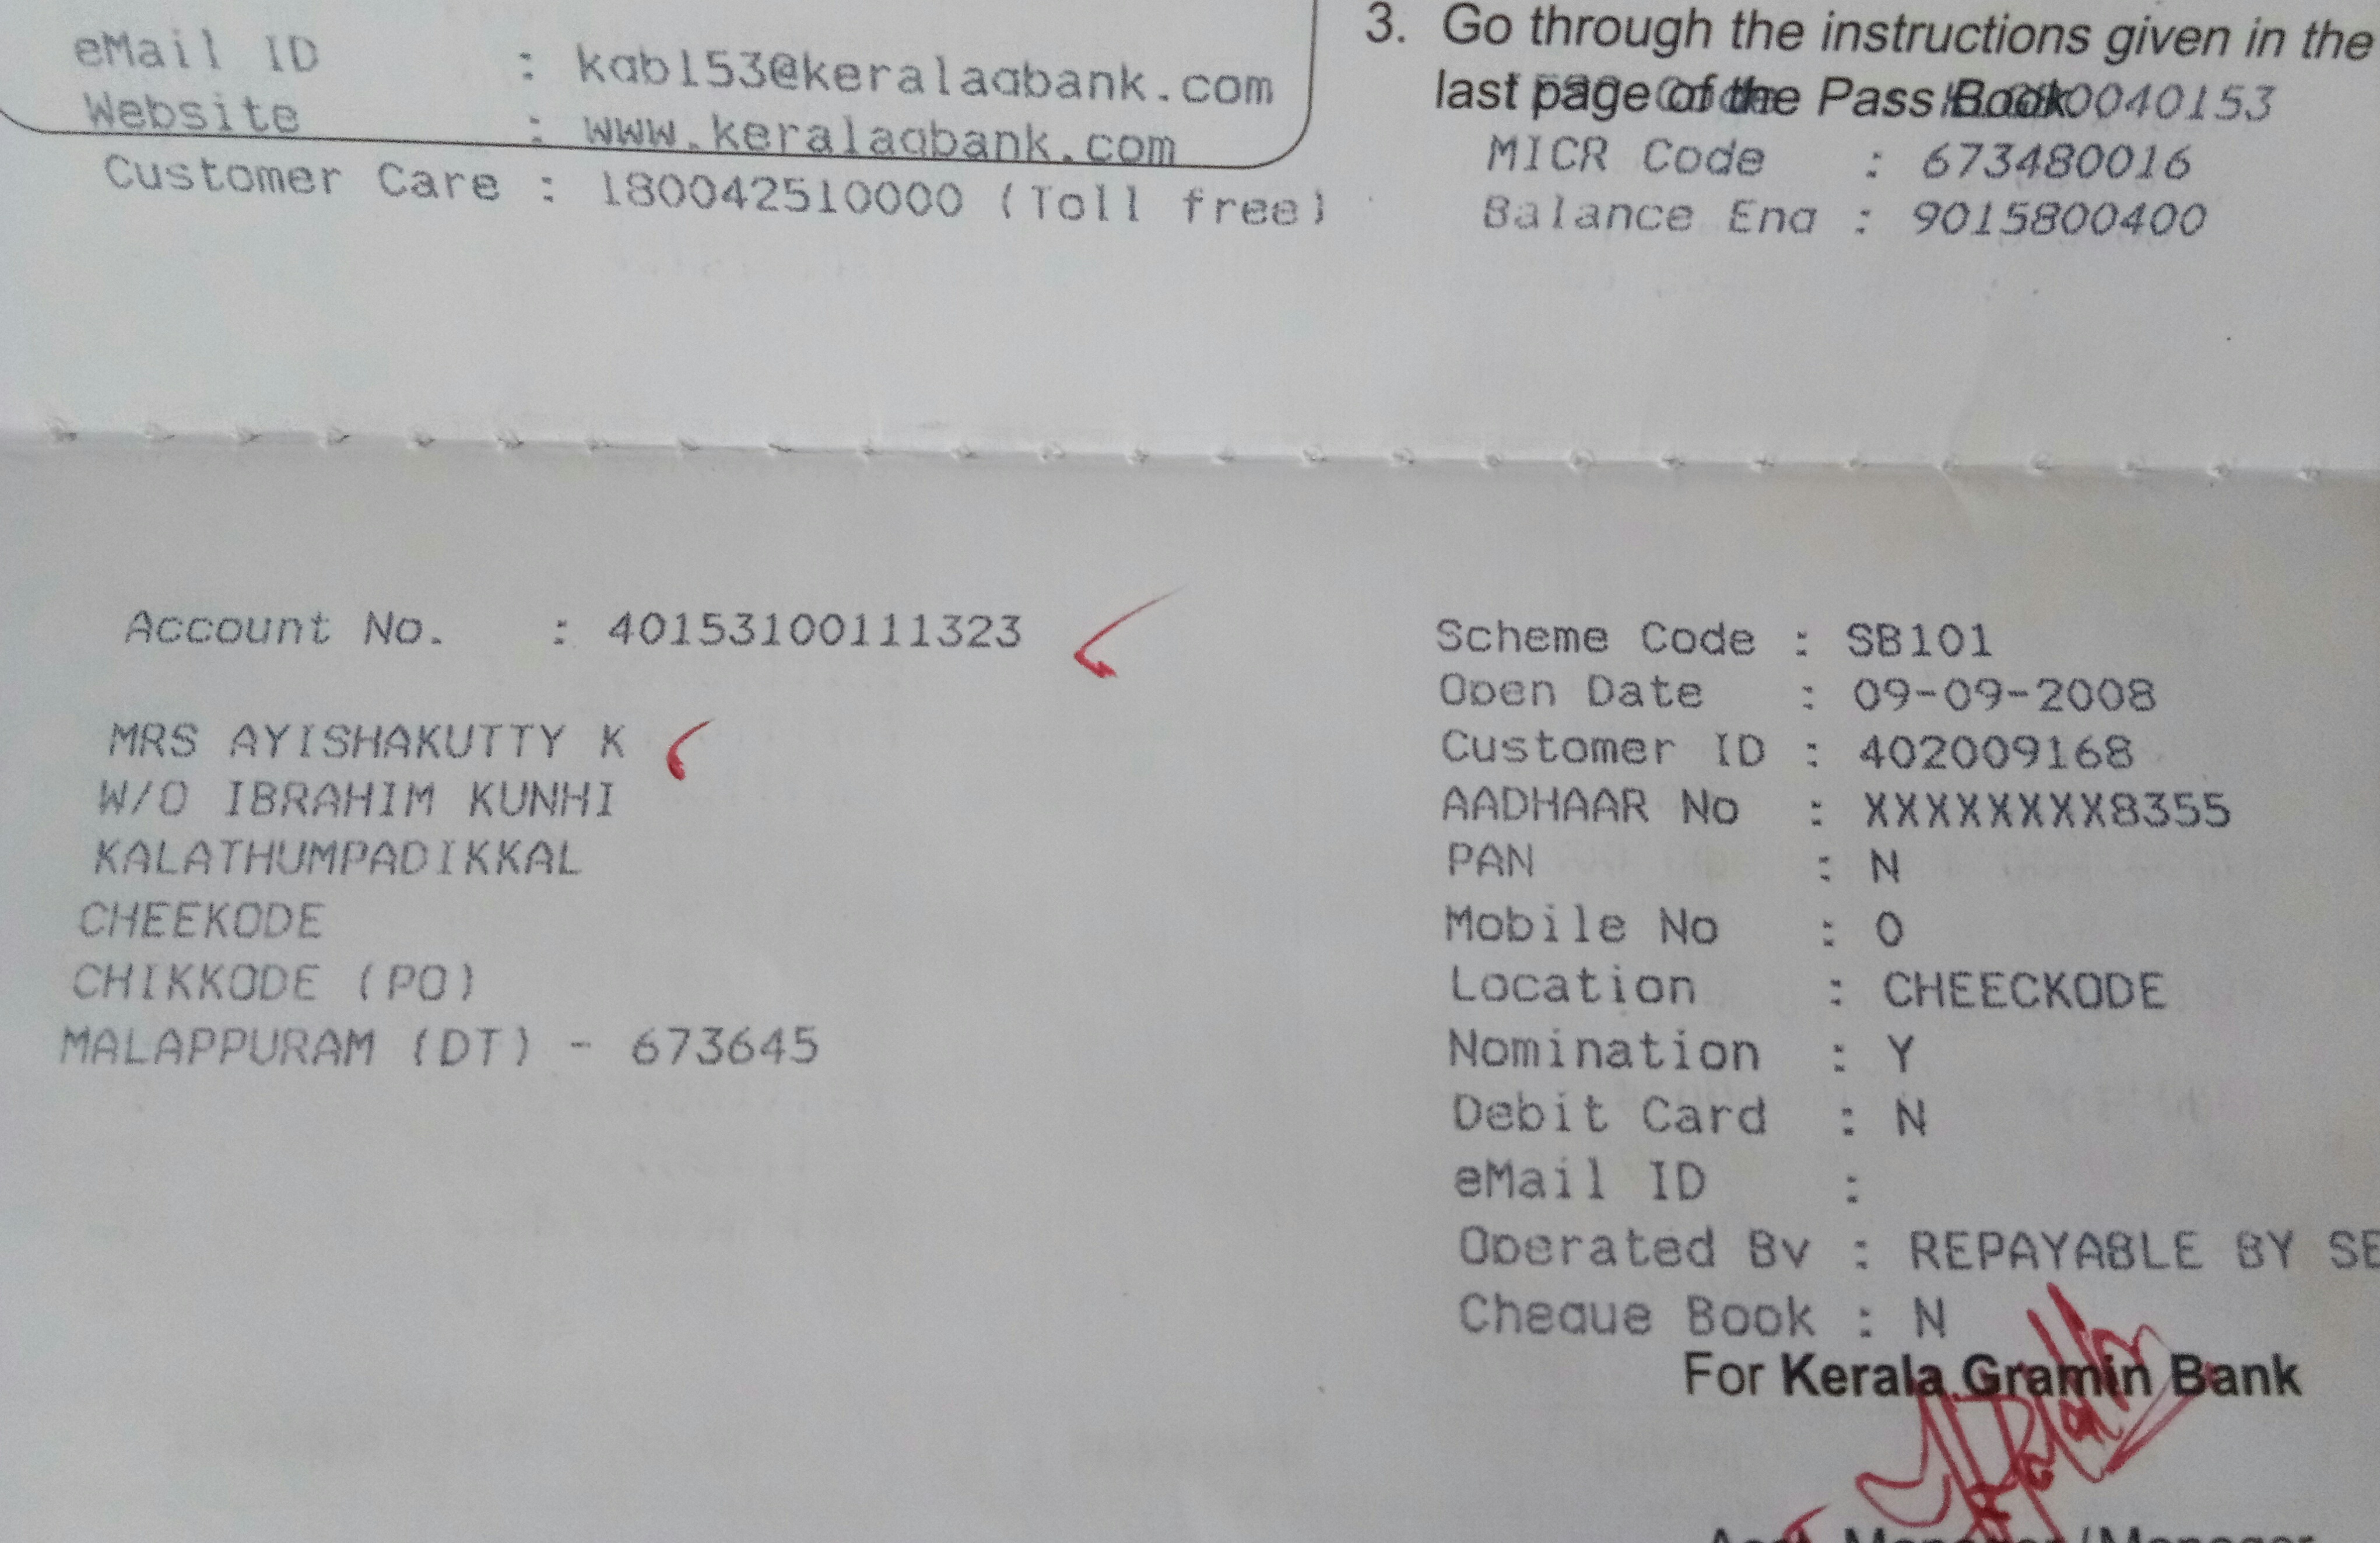 eMail ID : kgb153@keralagbank.com
Website : www.keralagbank.com
Customer Care : 180042510000 (Toll free)
3. Go through the instructions given in the
last page of the Pass Book
0040153
MICR Code : 673480016
Balance Enq : 9015800400
Account No. : 40153100111323
MRS AYISHAKUTTY K
W/O IBRAHIM KUNHI
KALATHUMPADIKKAL
CHEEKODE
CHIKKODE (PO)
MALAPPURAM (DT) - 673645
Scheme Code : SB101
Open Date : 09-09-2008
Customer ID : 402009168
AADHAAR No : XXXXXXXX8355
PAN : N
Mobile No : 0
Location : CHEECKODE
Nomination : Y
Debit Card : N
eMail ID :
Operated By : REPAYABLE BY SE
Cheque Book : N
For Kerala Gramin Bank